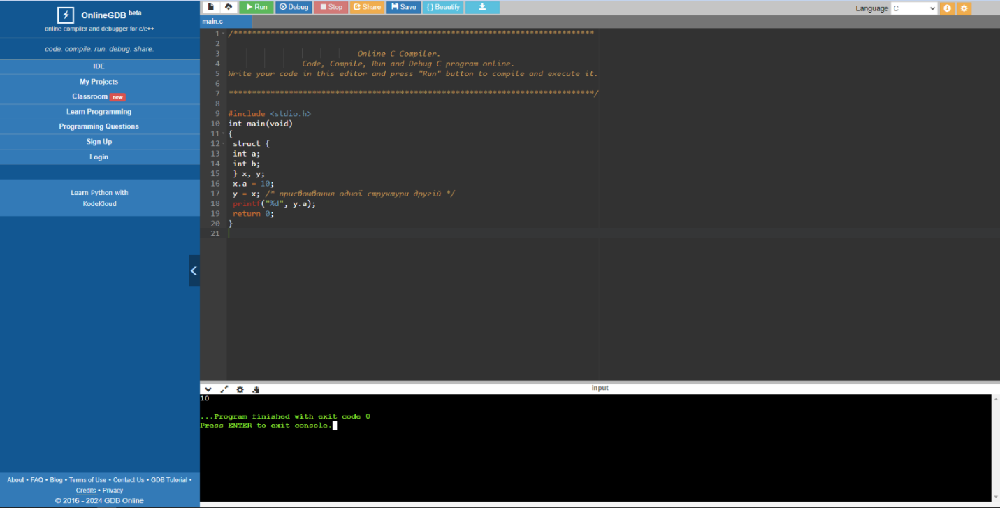 OnlineGDB beta
online compiler and debugger for c/c++
code. compile. run. debug. share.
IDE
My Projects
Classroom new
Learn Programming
Programming Questions
Sign Up
Login
Learn Python with
KodeKloud
About • FAQ • Blog • Terms of Use • Contact Us • GDB Tutorial •
Credits • Privacy
© 2016 - 2024 GDB Online
Run Debug Stop Share Save { } Beautify
Language C
main.c
1 /******************************************************************************
2
3 Online C Compiler.
4 Code, Compile, Run and Debug C program online.
5 Write your code in this editor and press "Run" button to compile and execute it.
6
7 *******************************************************************************/
8
9 #include <stdio.h>
10 int main(void)
11 {
12 struct {
13 int a;
14 int b;
15 } x, y;
16 x.a = 10;
17 y = x; /* присвоювання одної структури другій */
18 printf("%d", y.a);
19 return 0;
20 }
21
input
10
...Program finished with exit code 0
Press ENTER to exit console.